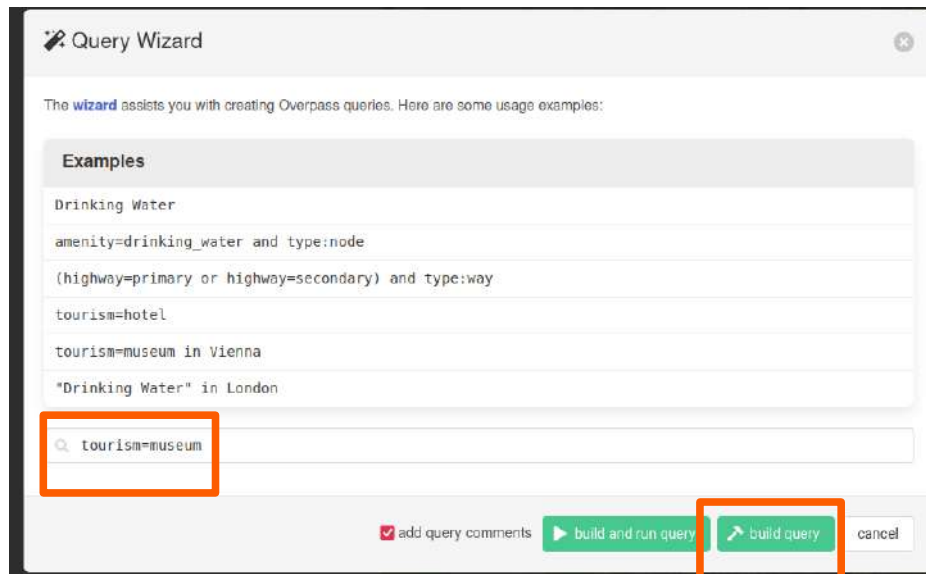 Query Wizard
The wizard assists you with creating Overpass queries. Here are some usage examples:
Examples
Drinking Water
amenity=drinking_water and type:node
(highway=primary or highway=secondary) and type:way
tourism=hotel
tourism=museum in Vienna
"Drinking Water" in London
tourism=museum
add query comments build and run query build query cancel